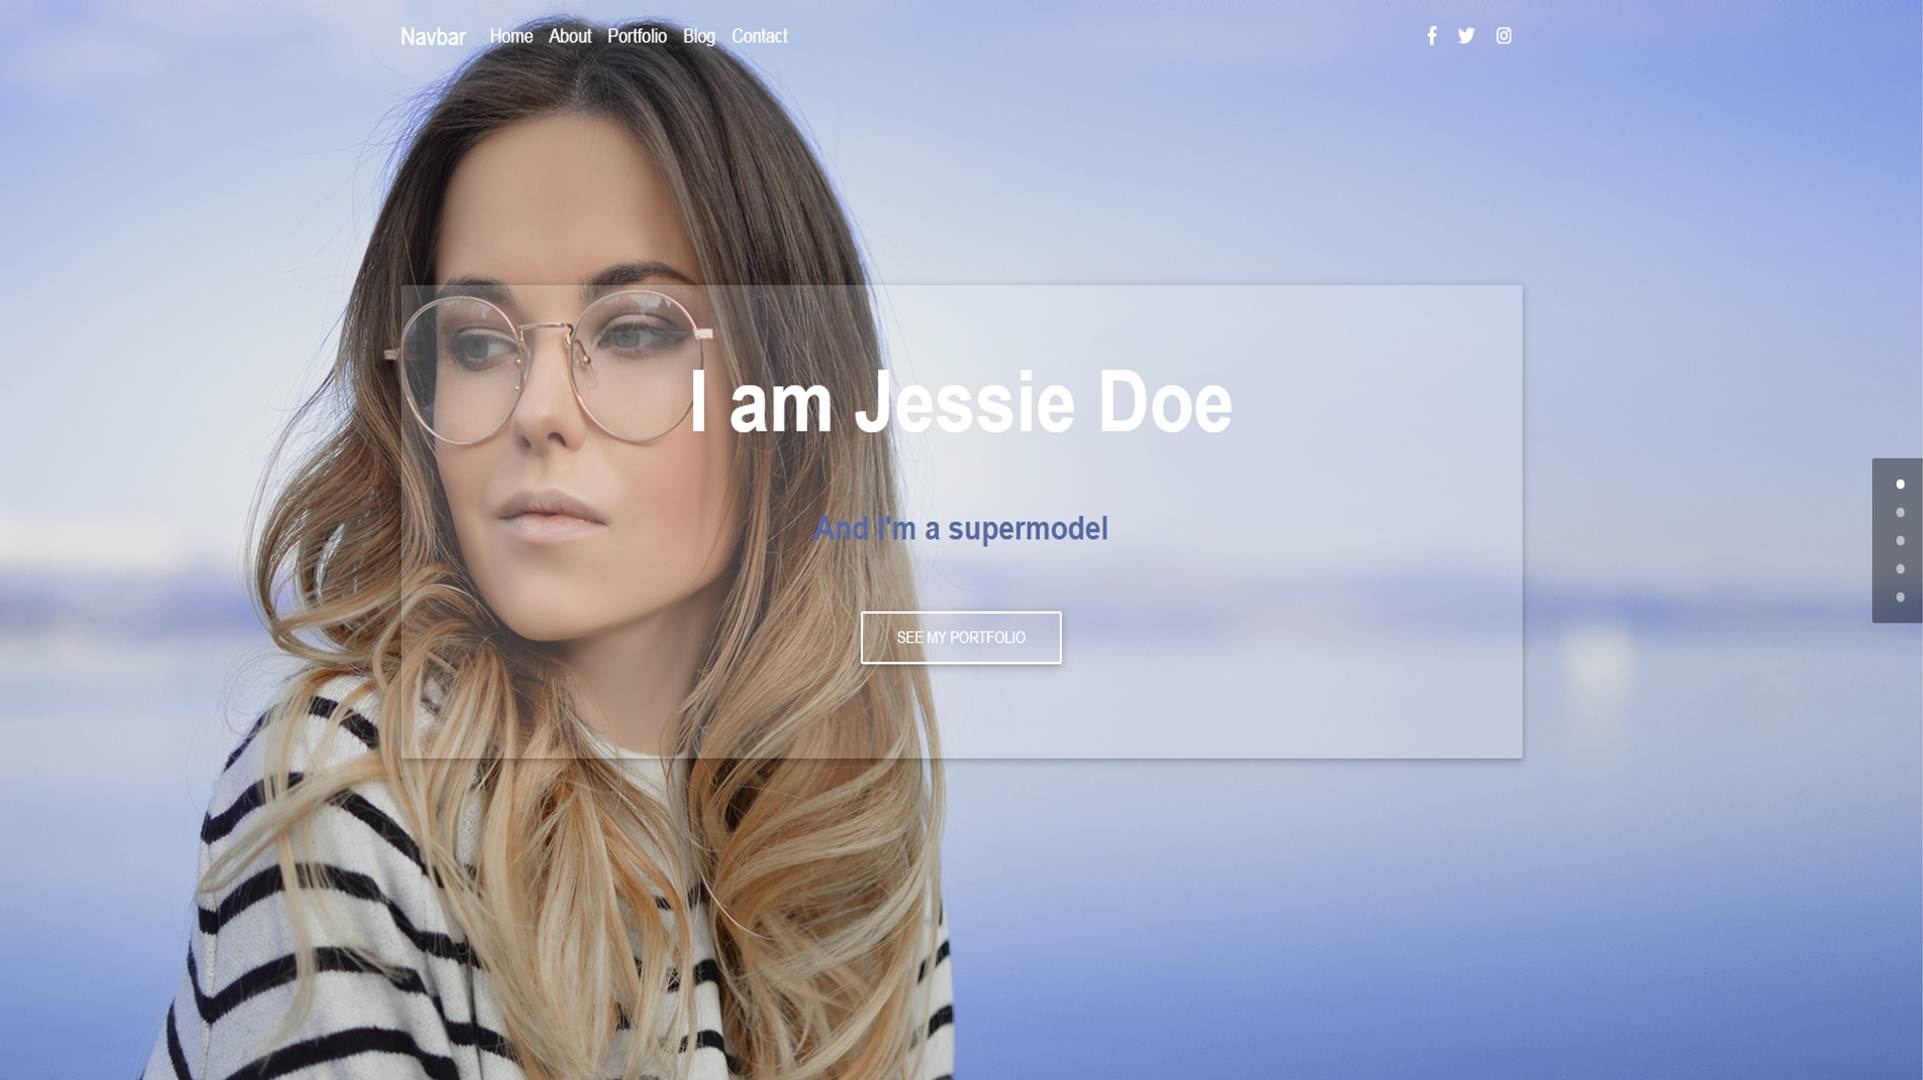 Navbar Home About Portfolio Blog Contact
I am Jessie Doe
And I'm a supermodel
SEE MY PORTFOLIO